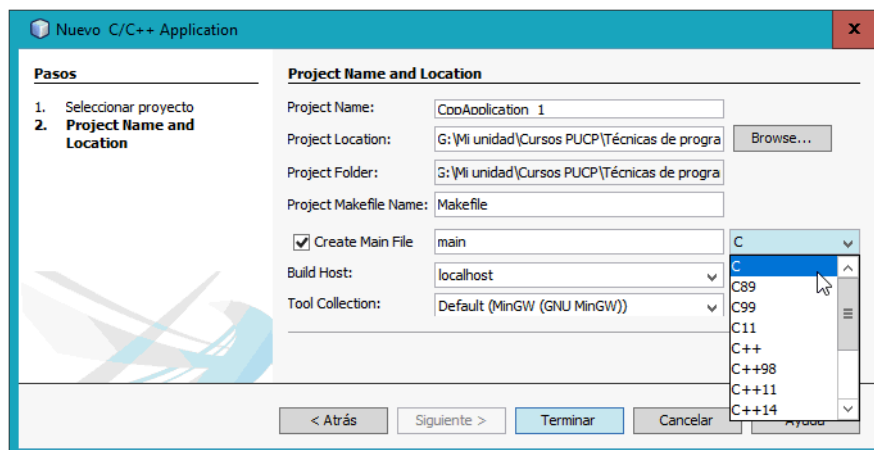 Nuevo C/C++ Application
x
Pasos
1. Seleccionar proyecto
2. Project Name and
Location
Project Name and Location
Project Name: CppApplication_1
Project Location: G:\Mi unidad\Cursos PUCP\Técnicas de progra Browse...
Project Folder: G:\Mi unidad\Cursos PUCP\Técnicas de progra
Project Makefile Name: Makefile
Create Main File main C
Build Host: localhost
Tool Collection: Default (MinGW (GNU MinGW))
C
C89
C99
C11
C++
C++98
C++11
C++14
< Atrás Siguiente > Terminar Cancelar Ayuda